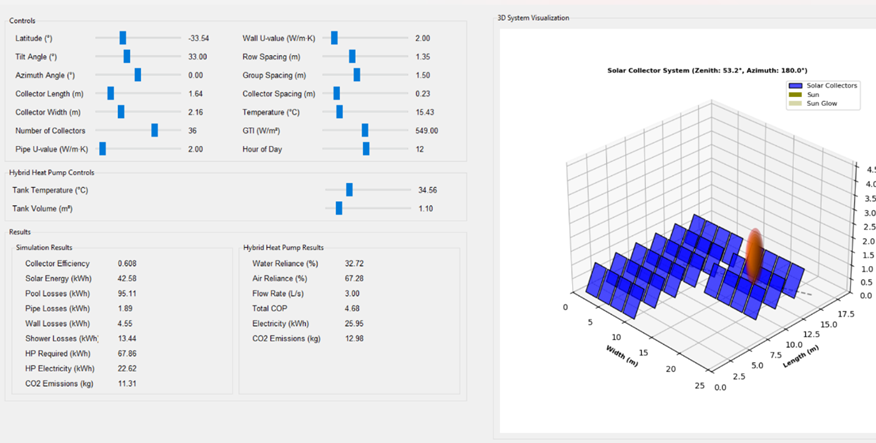 Controls
Latitude (°) -33.54 Wall U-value (W/m K) 2.00
Tilt Angle (°) 33.00 Row Spacing (m) 1.35
Azimuth Angle (°) 0.00 Group Spacing (m) 1.50
Collector Length (m) 1.64 Collector Spacing (m) 0.23
Collector Width (m) 2.16 Temperature (°C) 15.43
Number of Collectors 36 GTI (W/m²) 549.00
Pipe U-value (W/m K) 2.00 Hour of Day 12
Hybrid Heat Pump Controls
Tank Temperature (°C) 34.56
Tank Volume (m³) 1.10
Results
Simulation Results
Collector Efficiency 0.608
Solar Energy (kWh) 42.58
Pool Losses (kWh) 95.11
Pipe Losses (kWh) 1.89
Wall Losses (kWh) 4.55
Shower Losses (kWh) 13.44
HP Required (kWh) 67.86
HP Electricity (kWh) 22.62
CO2 Emissions (kg) 11.31
Hybrid Heat Pump Results
Water Reliance (%) 32.72
Air Reliance (%) 67.28
Flow Rate (L/s) 3.00
Total COP 4.68
Electricity (kWh) 25.95
CO2 Emissions (kg) 12.98
3D System Visualization
Solar Collector System (Zenith: 53.2°, Azimuth: 180.0°)
Solar Collectors
Sun
Sun Glow
4.5
4.0
3.5
3.0
2.5
2.0
1.5
1.0
0.5
0.0
0 5 10 15 20 25
Width (m)
0.0 2.5 5.0 7.5 10.0 12.5 15.0 17.5
Length (m)